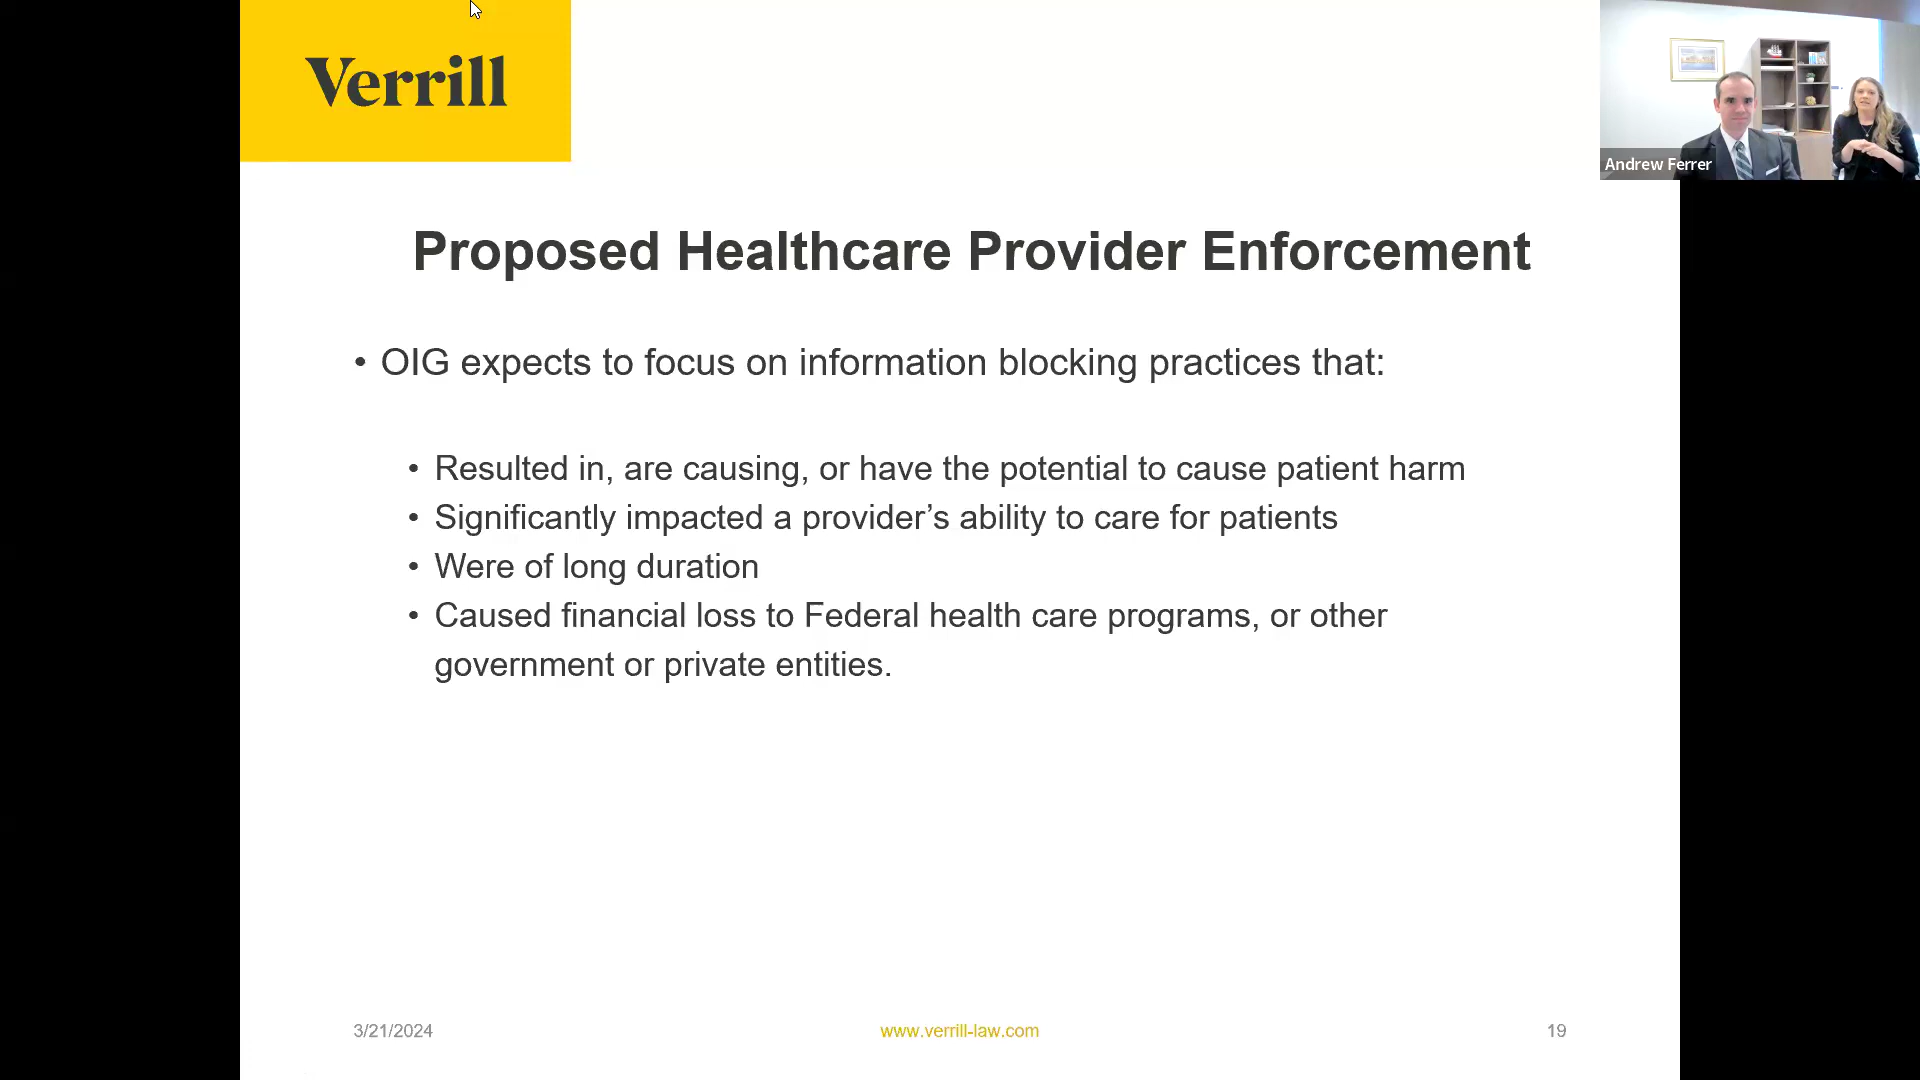 Verrill
Andrew Ferrer
Proposed Healthcare Provider Enforcement
• OIG expects to focus on information blocking practices that:
• Resulted in, are causing, or have the potential to cause patient harm
• Significantly impacted a provider’s ability to care for patients
• Were of long duration
• Caused financial loss to Federal health care programs, or other
government or private entities.
3/21/2024
www.verrill-law.com
19